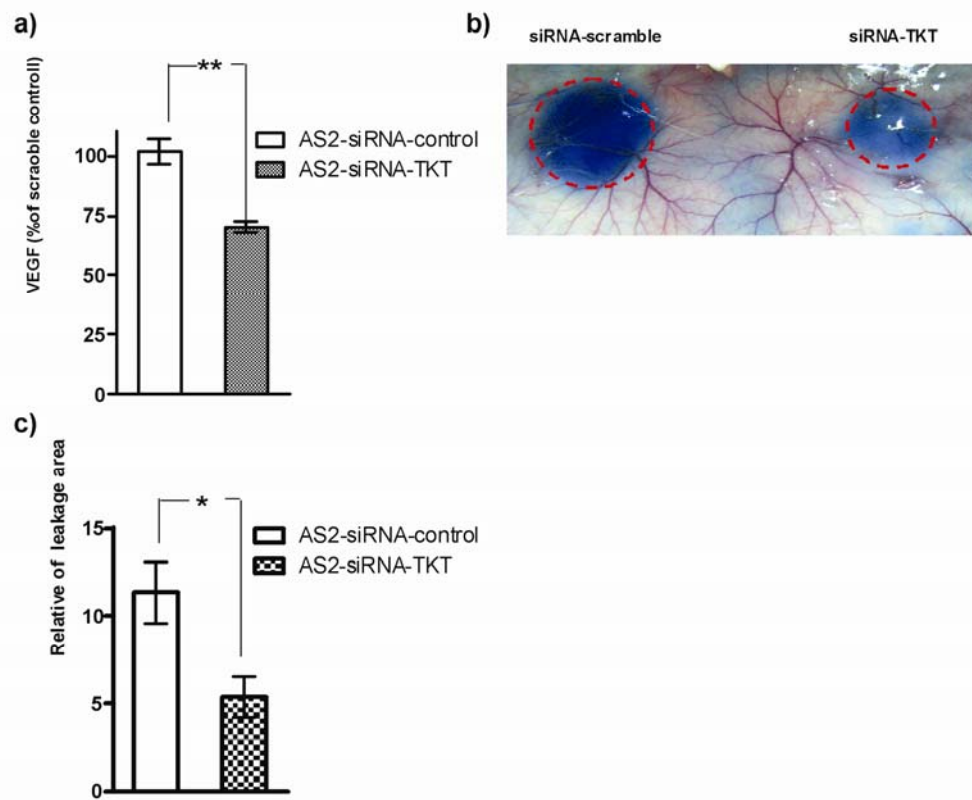 a)
VEGF (%of scraoble controll)
100
75
50
25
0
**
AS2-siRNA-control
AS2-siRNA-TKT
b)
siRNA-scramble
siRNA-TKT
c)
Relative of leakage area
15
10
5
0
*
AS2-siRNA-control
AS2-siRNA-TKT